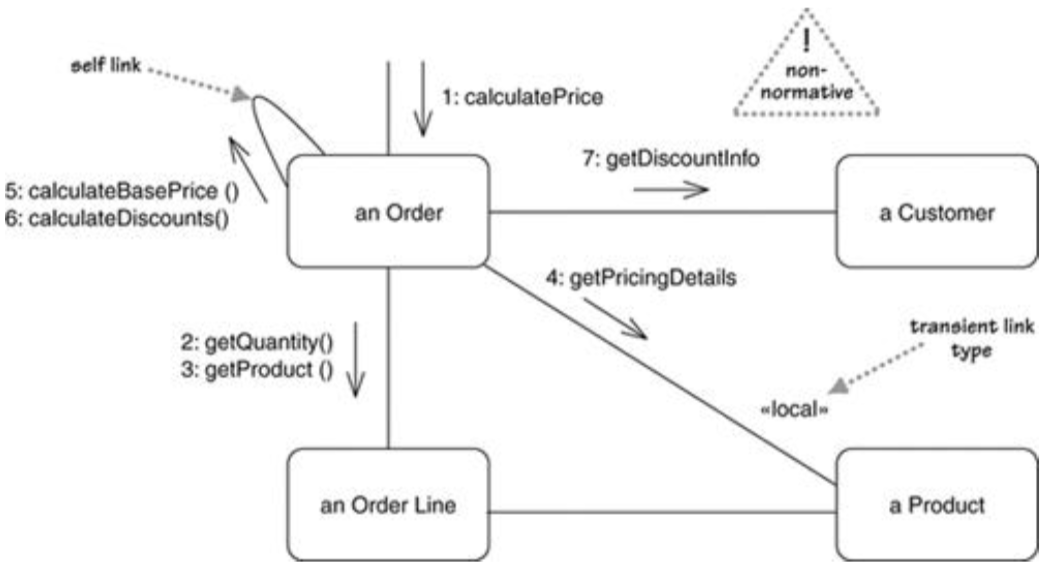 self link
1: calculatePrice
!
non-
normative
7: getDiscountInfo
5: calculateBasePrice ()
6: calculateDiscounts()
an Order
a Customer
4: getPricingDetails
2: getQuantity()
3: getProduct ()
transient link
type
«local»
an Order Line
a Product